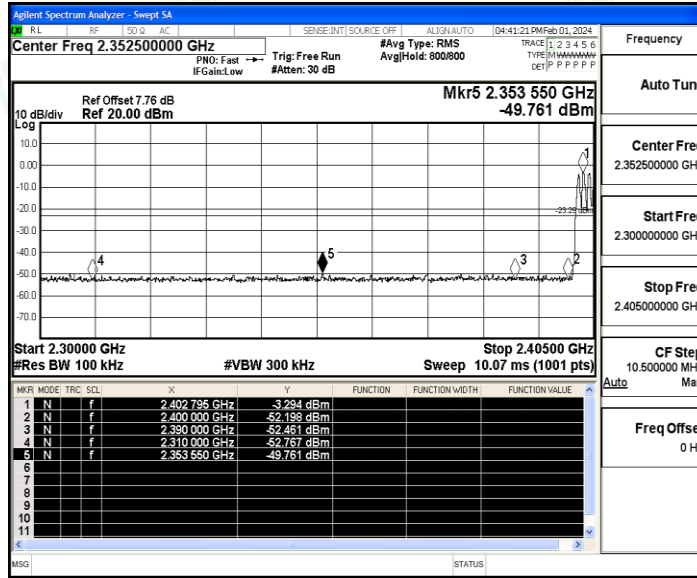 Agilent Spectrum Analyzer - Swept SA
RL RF 50 Ω AC SENSE:INT SOURCE OFF ALIGN AUTO 04:41:21 PM Feb 01, 2024
Center Freq 2.352500000 GHz
PNO: Fast
IFGain:Low
Trig: Free Run
#Atten: 30 dB
#Avg Type: RMS
Avg|Hold: 800/800
TRACE 1 2 3 4 5 6
TYPE M W W W W W
DET P P P P P P
Ref Offset 7.76 dB
Ref 20.00 dBm
10 dB/div
Log
Mkr5 2.353 550 GHz
-49.761 dBm
10.0
0.00
-10.0
-20.0
-30.0
-40.0
-50.0
-60.0
-70.0
1
-23.29 dBm
4
5
3
2
Start 2.30000 GHz
Stop 2.40500 GHz
#Res BW 100 kHz
#VBW 300 kHz
Sweep 10.07 ms (1001 pts)
MKR MODE TRC SCL X Y FUNCTION FUNCTION WIDTH FUNCTION VALUE
1 N f 2.402 795 GHz -3.294 dBm
2 N f 2.400 000 GHz -52.198 dBm
3 N f 2.390 000 GHz -52.461 dBm
4 N f 2.310 000 GHz -52.767 dBm
5 N f 2.353 550 GHz -49.761 dBm
6
7
8
9
10
11
MSG
STATUS
Frequency
Auto Tun
Center Fre
2.352500000 GH
Start Fre
2.300000000 GH
Stop Fre
2.405000000 GH
CF Step
10.500000 MH
Auto Ma
Freq Offse
0 H